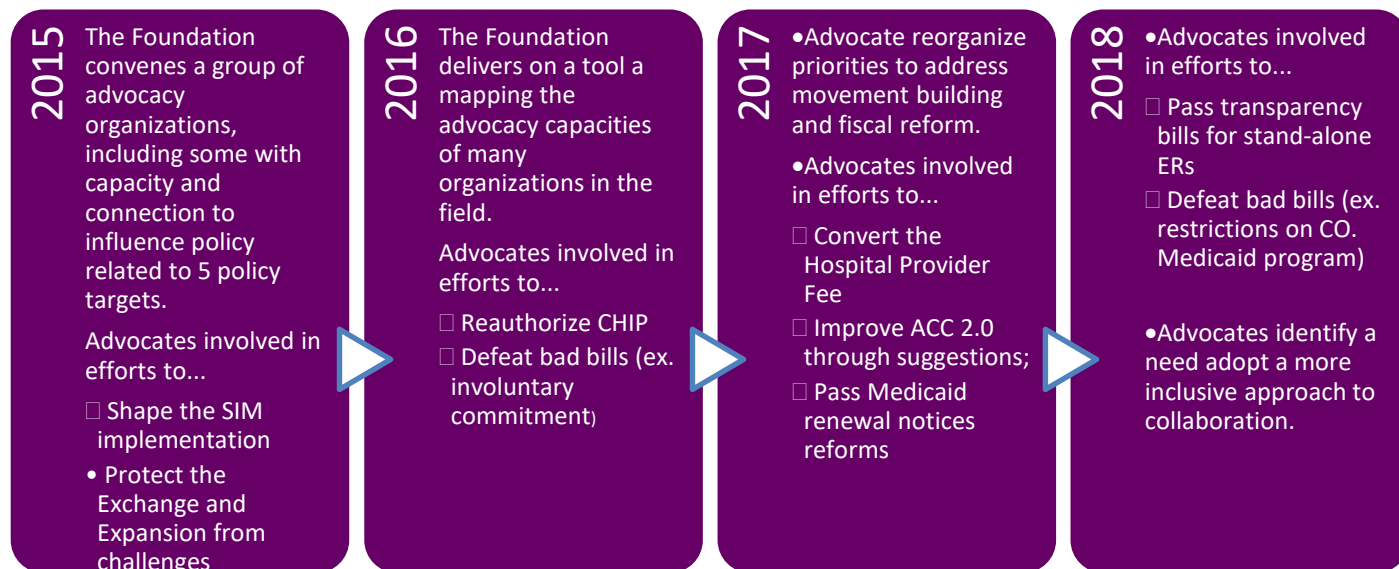 2015
The Foundation
convenes a group of
advocacy
organizations,
including some with
capacity and
connection to
influence policy
related to 5 policy
targets.
Advocates involved in
efforts to...
□ Shape the SIM
implementation
• Protect the
Exchange and
Expansion from
challenges
2016
The Foundation
delivers on a tool a
mapping the
advocacy capacities
of many
organizations in the
field.
Advocates involved in
efforts to...
□ Reauthorize CHIP
□ Defeat bad bills (ex.
involuntary
commitment)
2017
•Advocate reorganize
priorities to address
movement building
and fiscal reform.
•Advocates involved
in efforts to...
□ Convert the
Hospital Provider
Fee
□ Improve ACC 2.0
through suggestions;
□ Pass Medicaid
renewal notices
reforms
2018
•Advocates involved
in efforts to...
□ Pass transparency
bills for stand-alone
ERs
□ Defeat bad bills (ex.
restrictions on CO.
Medicaid program)
•Advocates identify a
need adopt a more
inclusive approach to
collaboration.